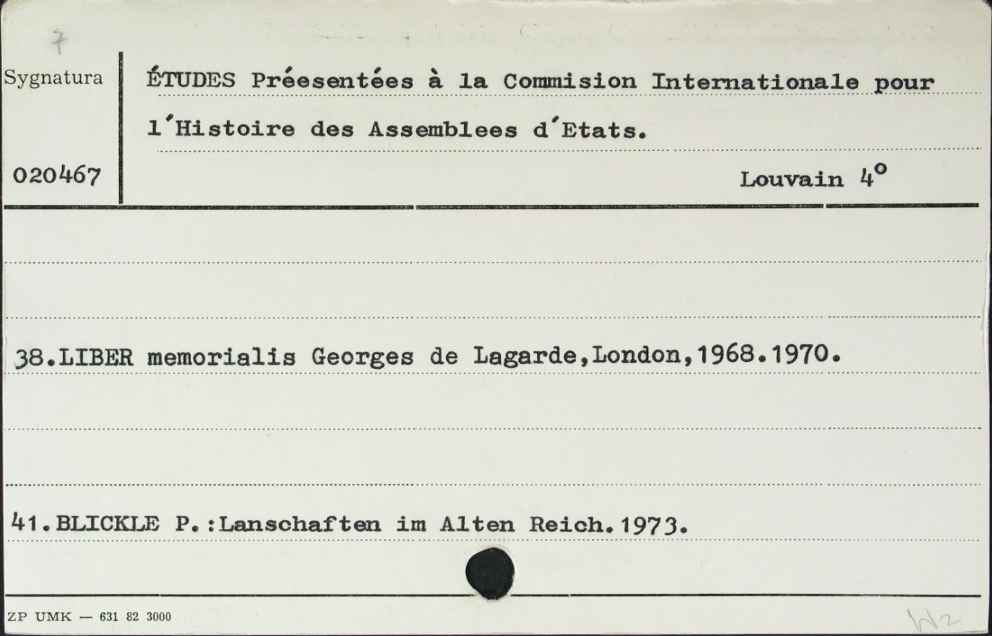 7
Sygnatura
ÉTUDES Préesentées à la Commision Internationale pour
l'Histoire des Assemblees d'Etats.
020467
Louvain 4º
38.LIBER memorialis Georges de Lagarde,London,1968.1970.
41.BLICKLE P.:Lanschaften im Alten Reich.1973.
ZP UMK — 631 82 3000